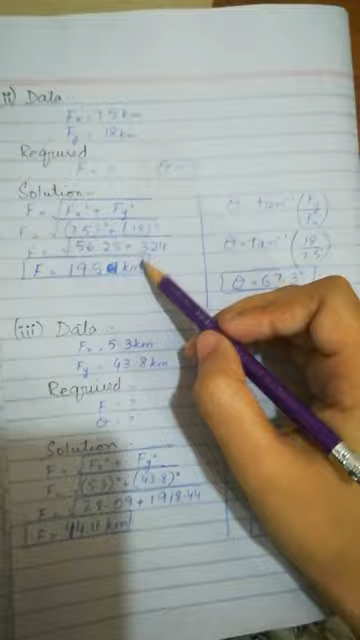 ii) Data
Fx = 7.5 km
Fy = 18 km
Required
F =
θ =
Solution
F = √Fx² + Fy²
F = √(7.5)² + (18)²
F = √56.25 + 324
F = 19.5 km
θ = tan⁻¹ (Fy/Fx)
θ = tan⁻¹ (18/7.5)
θ = 67.3°
(iii) Data
Fx = 5.3 km
Fy = 43.8 km
Required
F = ?
θ = ?
Solution
F = √Fx² + Fy²
F = √(5.3)² + (43.8)²
F = √28.09 + 1918.44
F = 44.11 km